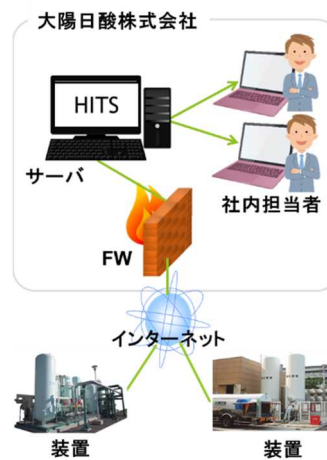 大陽日酸株式会社
HITS
サーバ
社内担当者
FW
インターネット
装置
装置